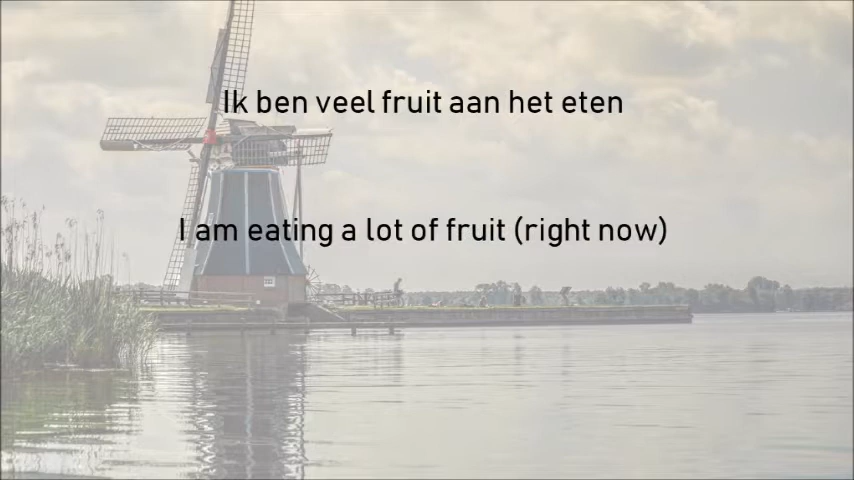 Ik ben veel fruit aan het eten
I am eating a lot of fruit (right now)